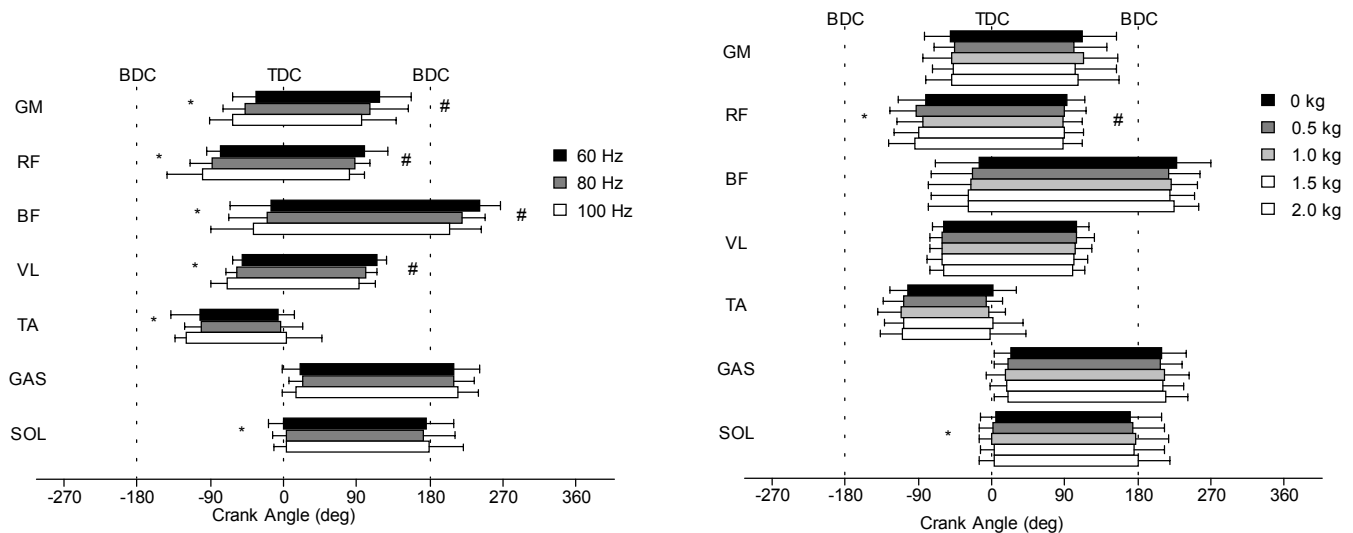 BDC TDC BDC
GM * #
RF * #
BF * #
VL * #
TA *
GAS
SOL *
60 Hz
80 Hz
100 Hz
-270 -180 -90 0 90 180 270 360
Crank Angle (deg)
BDC TDC BDC
GM
RF * #
BF
VL
TA
GAS
SOL *
0 kg
0.5 kg
1.0 kg
1.5 kg
2.0 kg
-270 -180 -90 0 90 180 270 360
Crank Angle (deg)